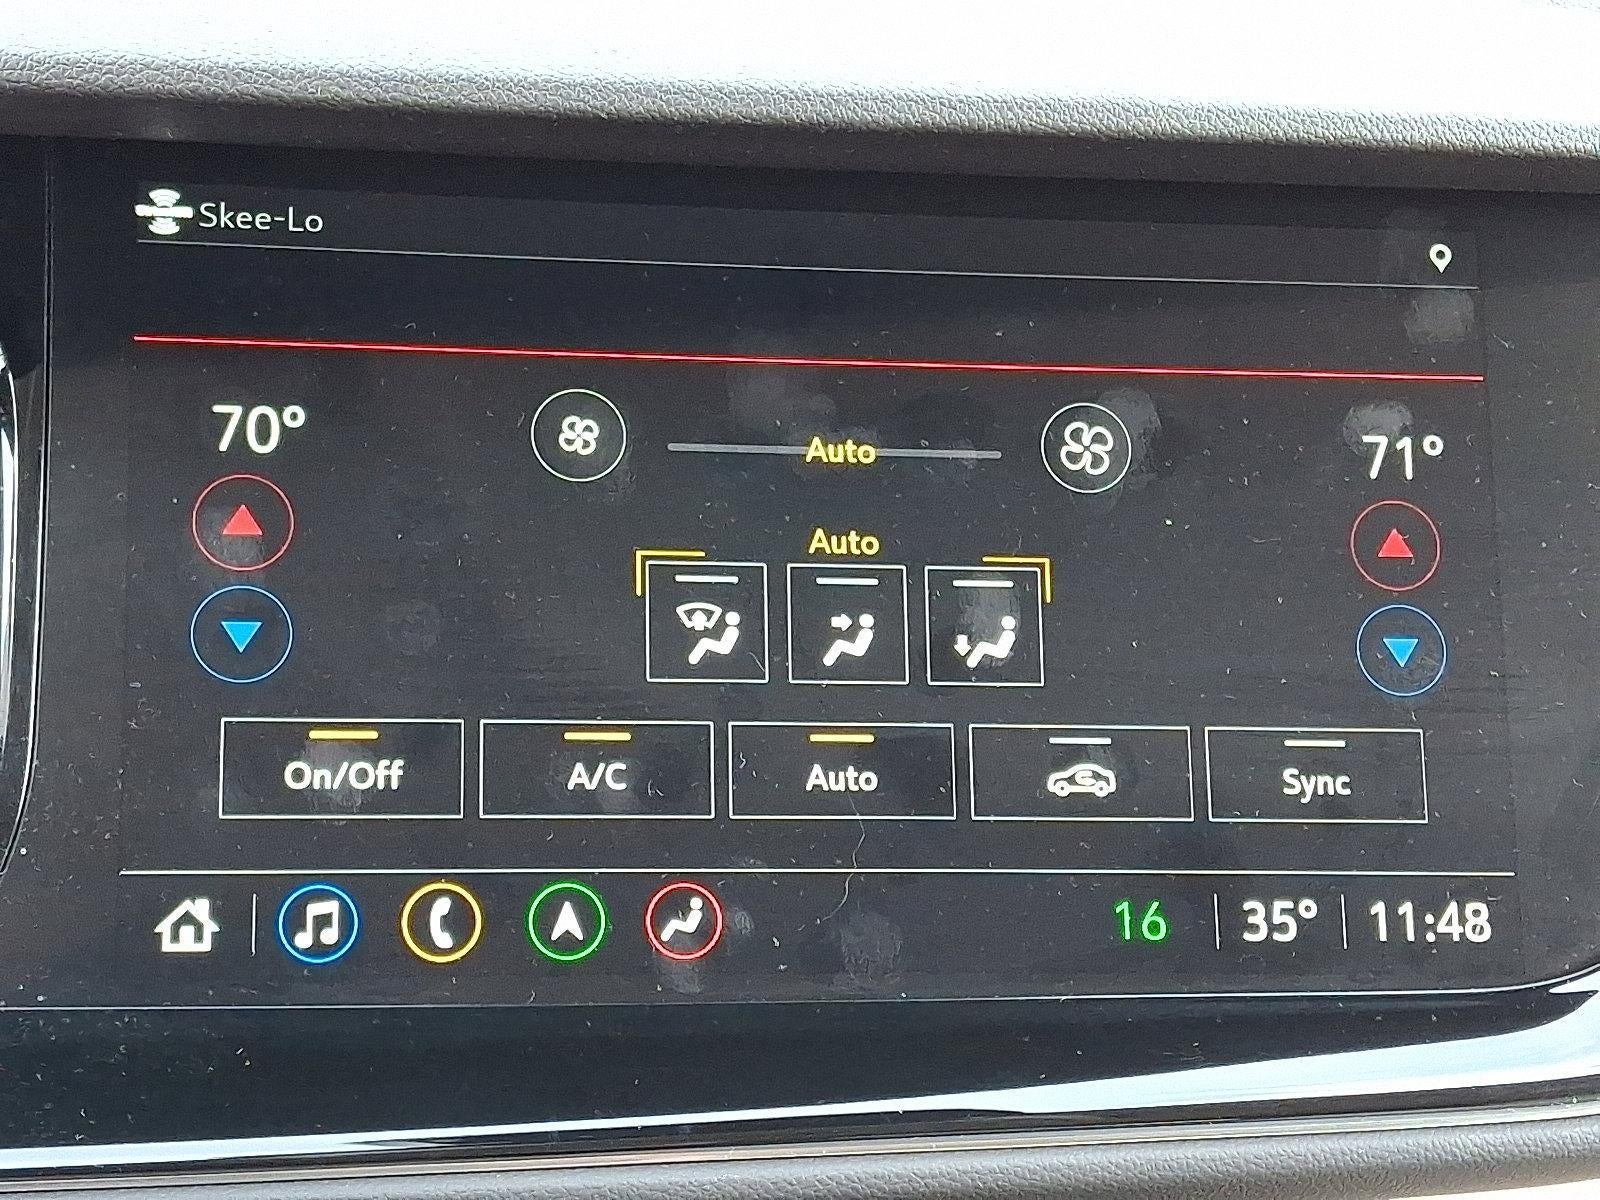 Skee-Lo
70°
Auto
71°
Auto
On/Off A/C Auto Sync
16 35° 11:48